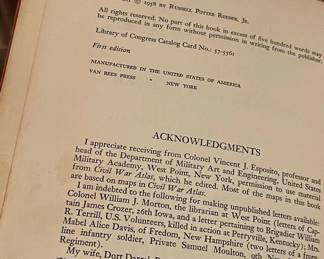 © 1958 by Russell Potter Reeder, Jr.
All rights reserved. No part of this book in excess of five hundred words may
be reproduced in any form without permission in writing from the publisher.
Library of Congress Catalog Card No.: 57-5561
First edition
MANUFACTURED IN THE UNITED STATES OF AMERICA
VAN REES PRESS • NEW YORK
ACKNOWLEDGMENTS
I appreciate receiving from Colonel Vincent J. Esposito, professor and
head of the Department of Military Art and Engineering, United States
Military Academy, West Point, New York, permission to use material
from Civil War Atlas, which he edited. Most of the maps in this book
are based on maps in Civil War Atlas.
I am indebted to the following for making unpublished letters available:
Colonel William J. Morton, the librarian at West Point (letters of Cap-
tain James Crozer, 26th Iowa, and a letter pertaining to Brigadier General
R. Terrill, U.S. Volunteers, killed in action at Perryville, Kentucky); Mrs.
Mabel Alice Davis, of Fredon, New Hampshire (two letters of a front-
line infantry soldier, Private Samuel Moulton, 9th New
Regiment).
My wife, Dort